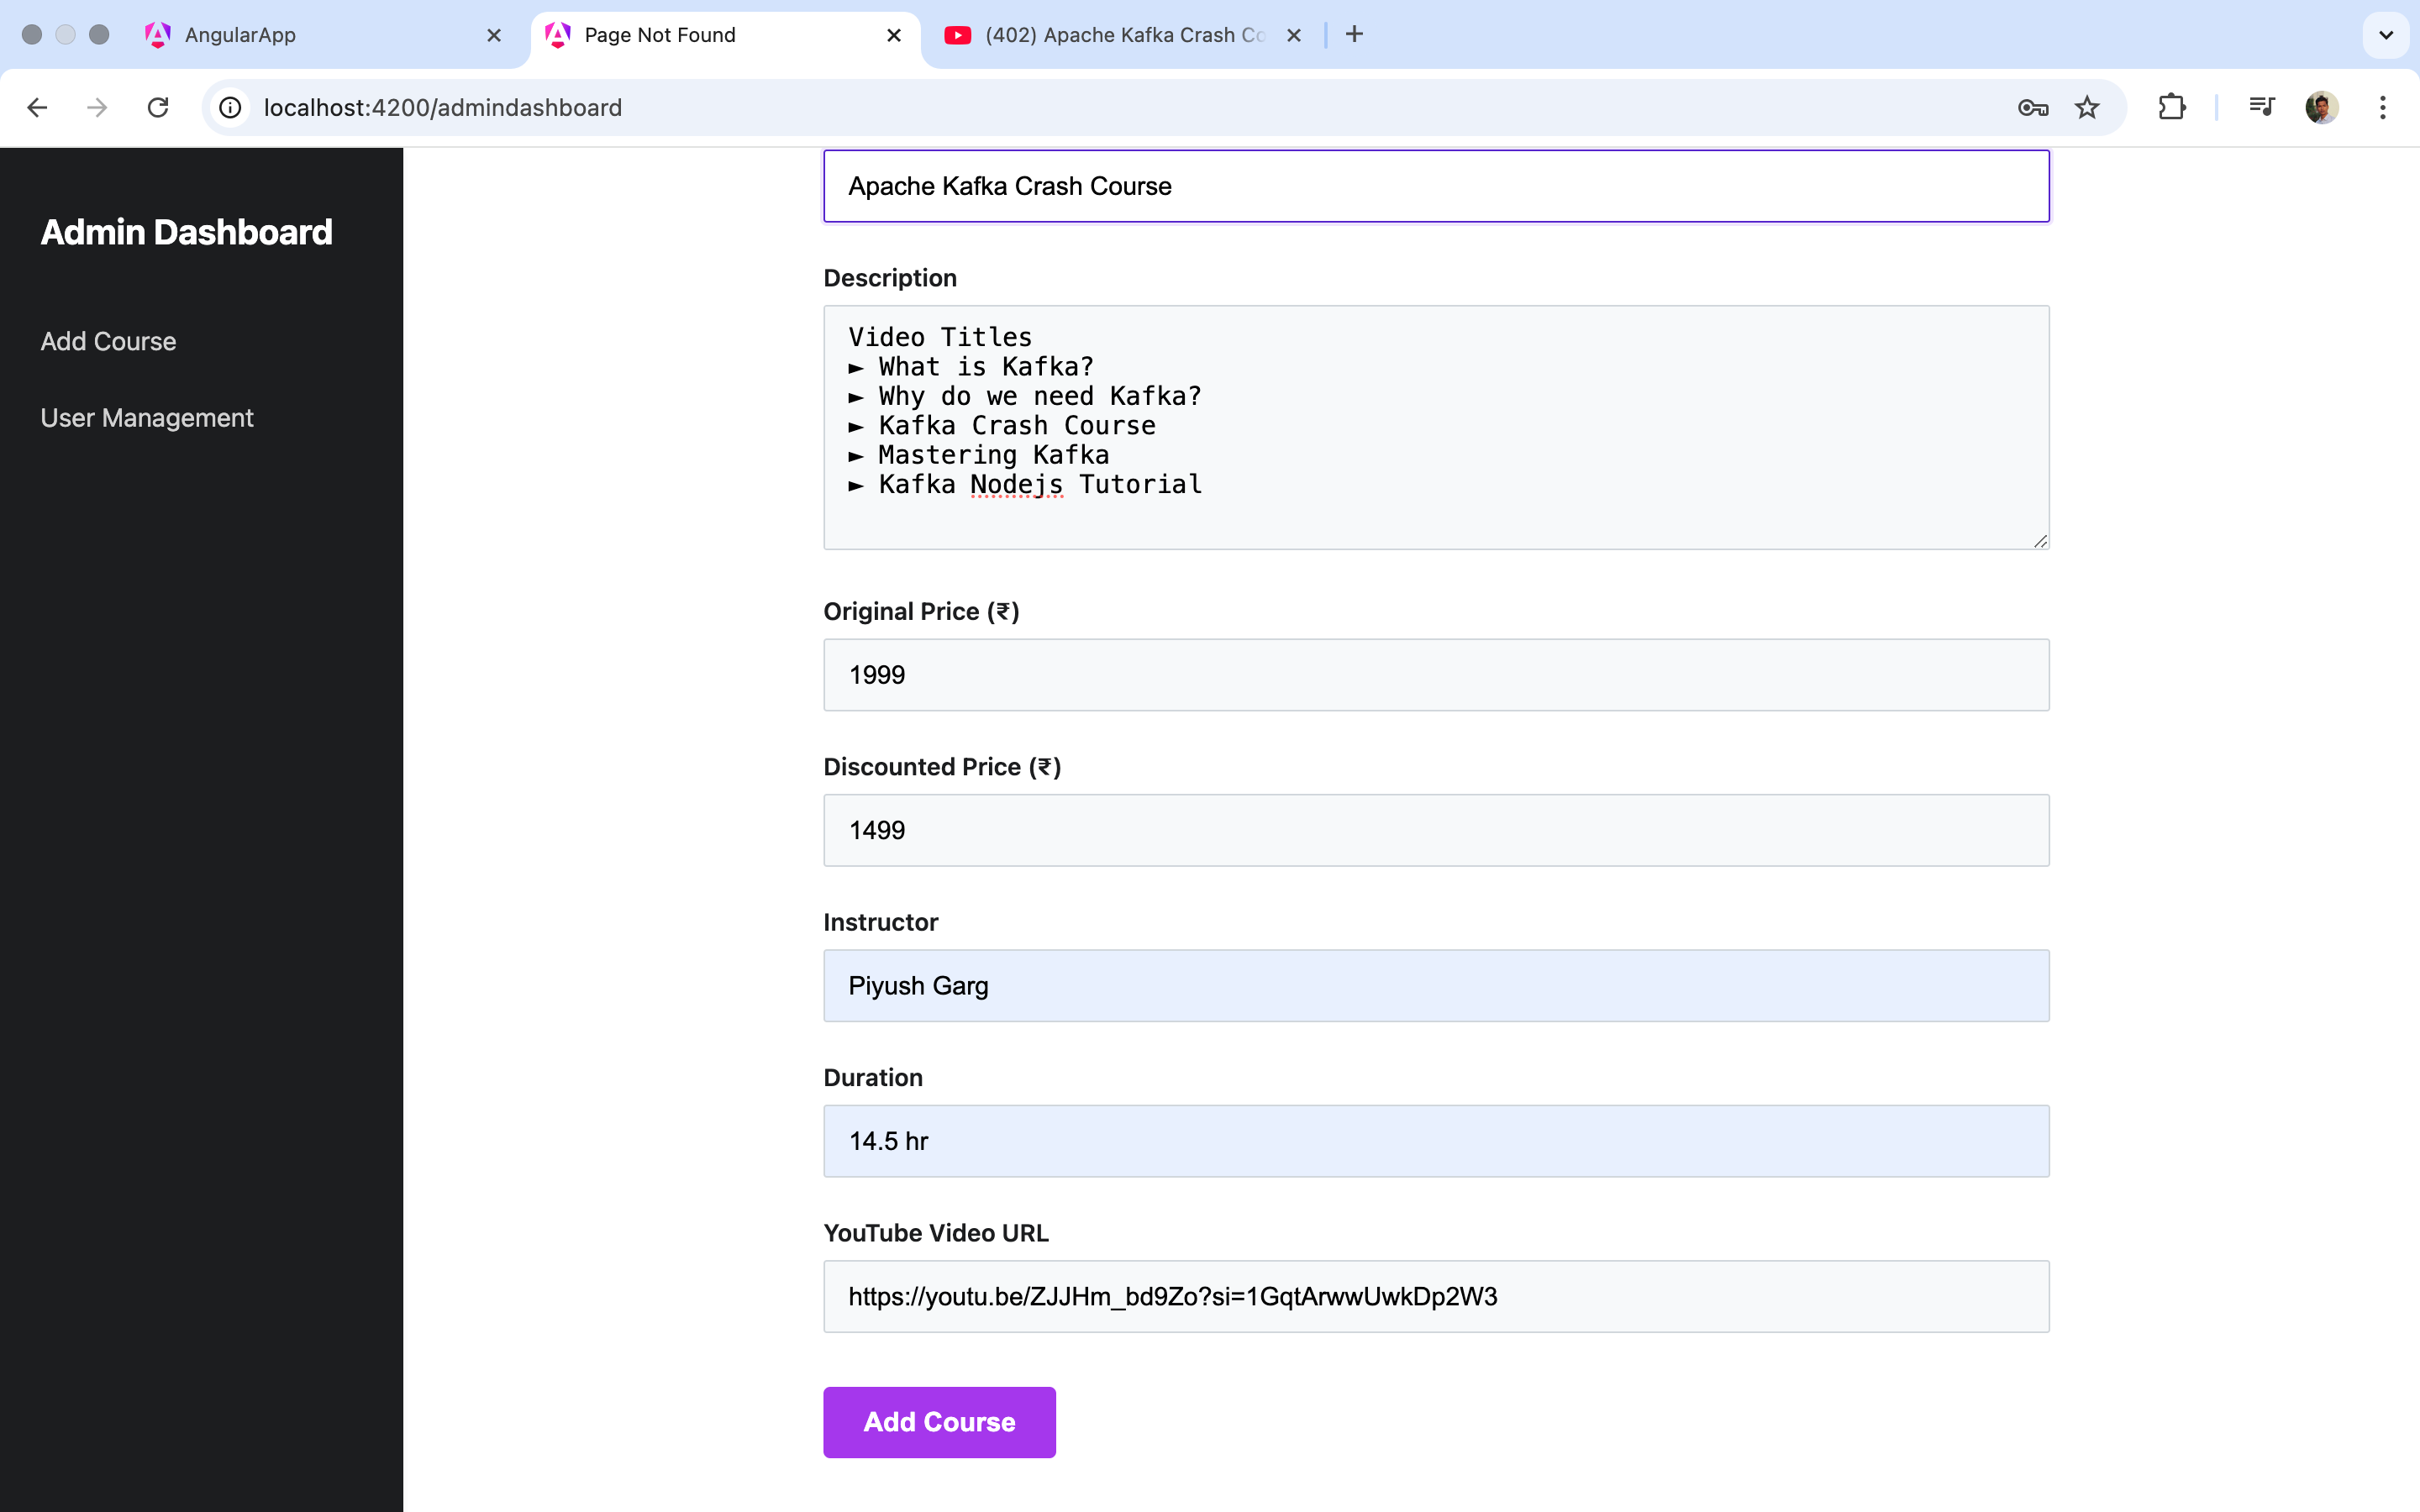 AngularApp
Page Not Found
(402) Apache Kafka Crash Co
localhost:4200/admindashboard
Admin Dashboard
Add Course
User Management
Apache Kafka Crash Course
Description
Video Titles
► What is Kafka?
► Why do we need Kafka?
► Kafka Crash Course
► Mastering Kafka
► Kafka Nodejs Tutorial
Original Price (₹)
1999
Discounted Price (₹)
1499
Instructor
Piyush Garg
Duration
14.5 hr
YouTube Video URL
https://youtu.be/ZJJHm_bd9Zo?si=1GqtArwwUwkDp2W3
Add Course